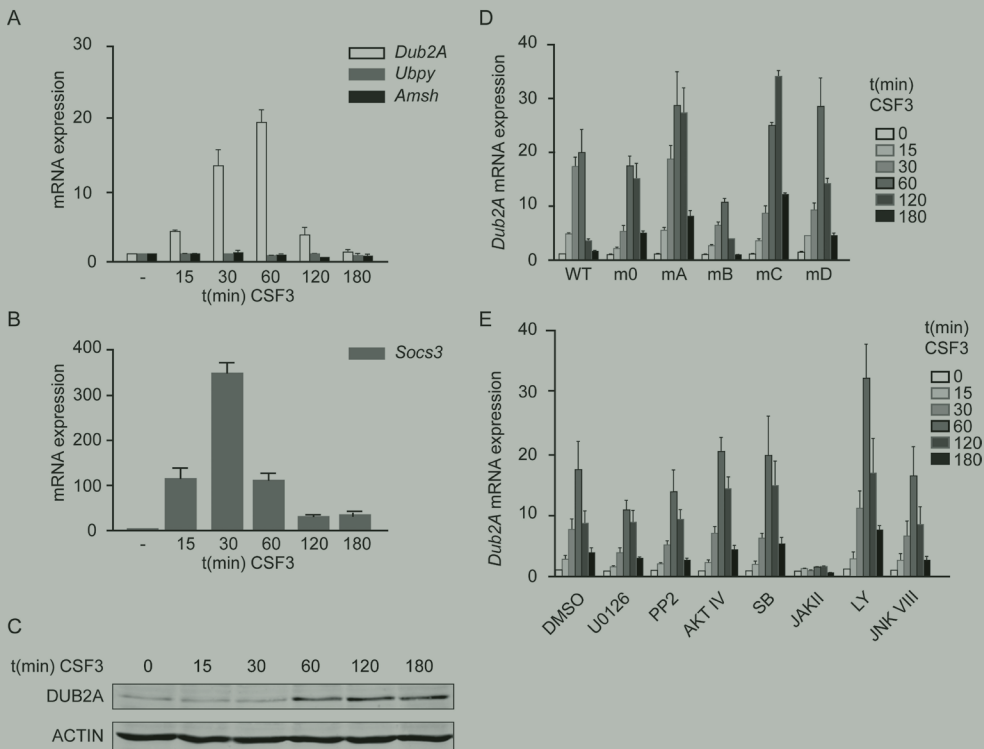 A
30
20
10
0
mRNA expression
Dub2A
Ubpy
Amsh
- 15 30 60 120 180
t(min) CSF3
B
400
300
200
100
0
mRNA expression
Socs3
- 15 30 60 120 180
t(min) CSF3
C
t(min) CSF3 0 15 30 60 120 180
DUB2A
ACTIN
D
40
30
20
10
0
Dub2A mRNA expression
WT m0 mA mB mC mD
t(min)
CSF3
0
15
30
60
120
180
E
40
30
20
10
0
Dub2A mRNA expression
DMSO U0126 PP2 AKT IV SB JAKII LY JNK VIII
t(min)
CSF3
0
15
30
60
120
180